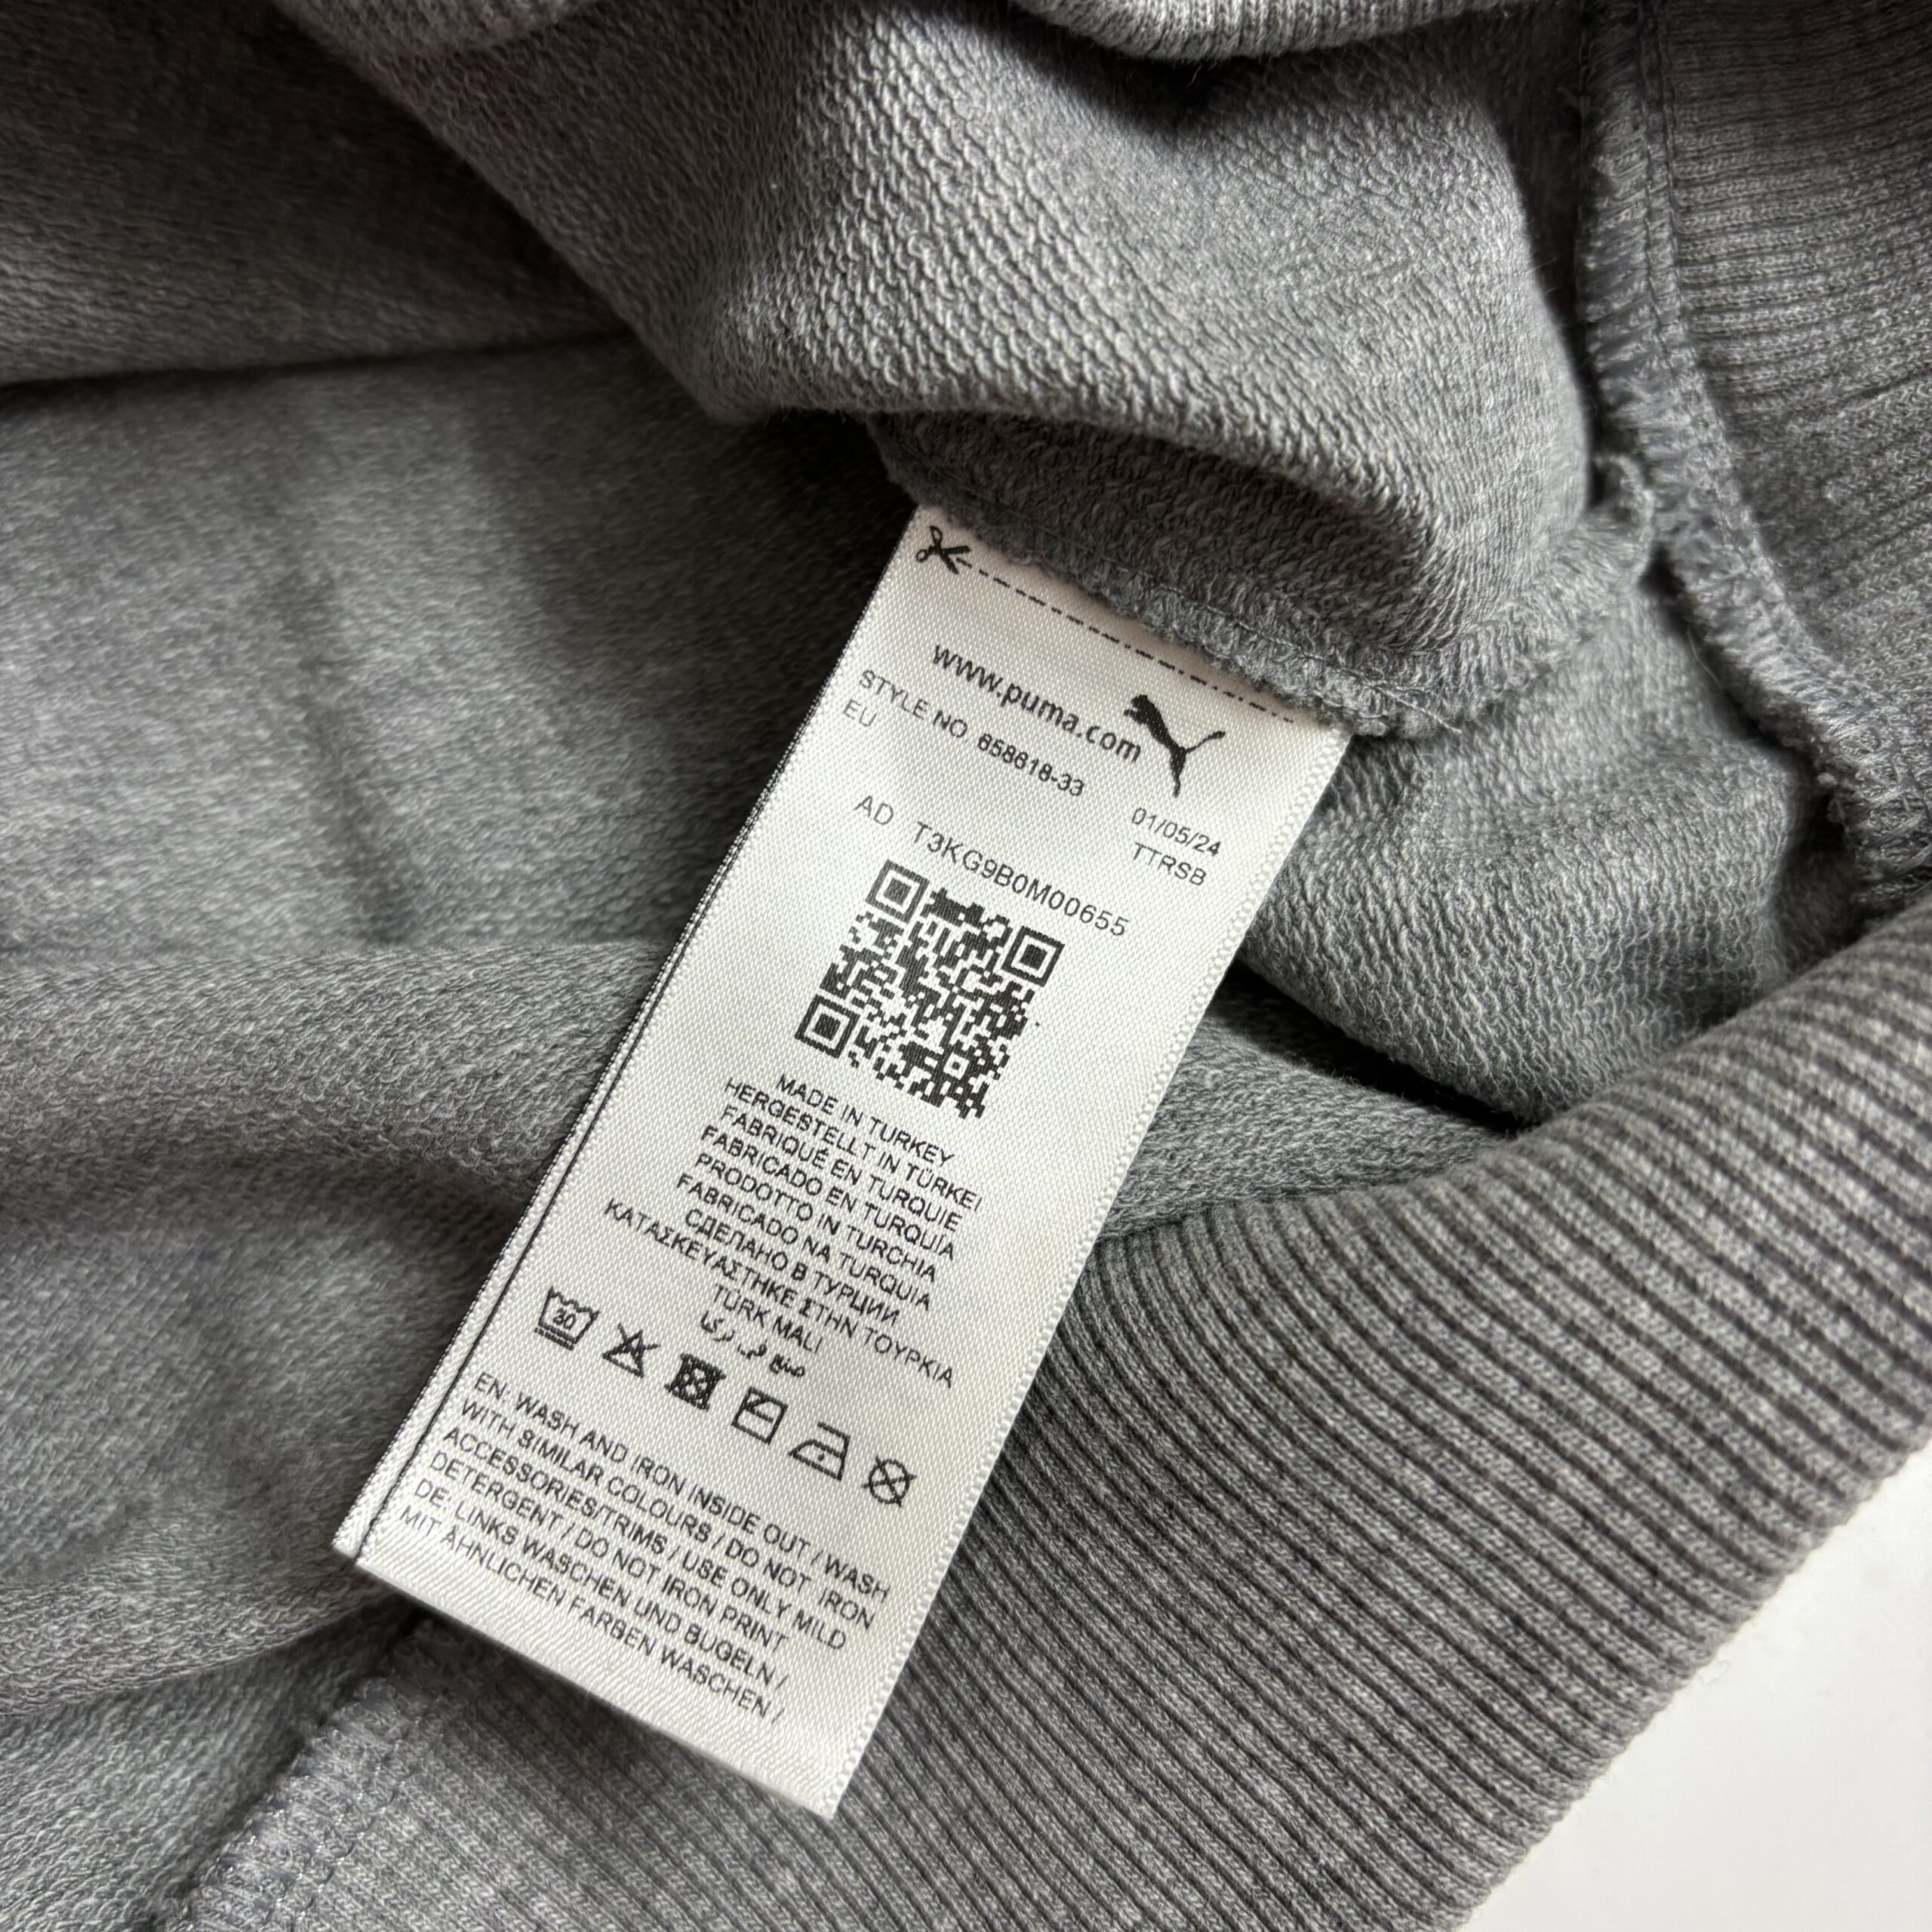 www.puma.com
STYLE NO 658618-33
EU
01/05/24
TTRSB
AD T3KG9B0M00655
MADE IN TURKEY
HERGESTELLT IN TÜRKEI
FABRIQUÉ EN TURQUIE
FABRICADO EN TURQUÍA
PRODOTTO IN TURCHIA
FABRICADO NA TURQUIA
СДЕЛАНО В ТУРЦИИ
ΚΑΤΑΣΚΕΥΑΣΤΗΚΕ ΣΤΗΝ ΤΟΥΡΚΙΑ
TÜRK MALI
صنع في
30
EN: WASH AND IRON INSIDE OUT / WASH
WITH SIMILAR COLOURS / DO NOT IRON
ACCESSORIES/TRIMS / USE ONLY MILD
DETERGENT / DO NOT IRON PRINT
DE: LINKS WASCHEN UND BÜGELN /
MIT ÄHNLICHEN FARBEN WASCHEN /